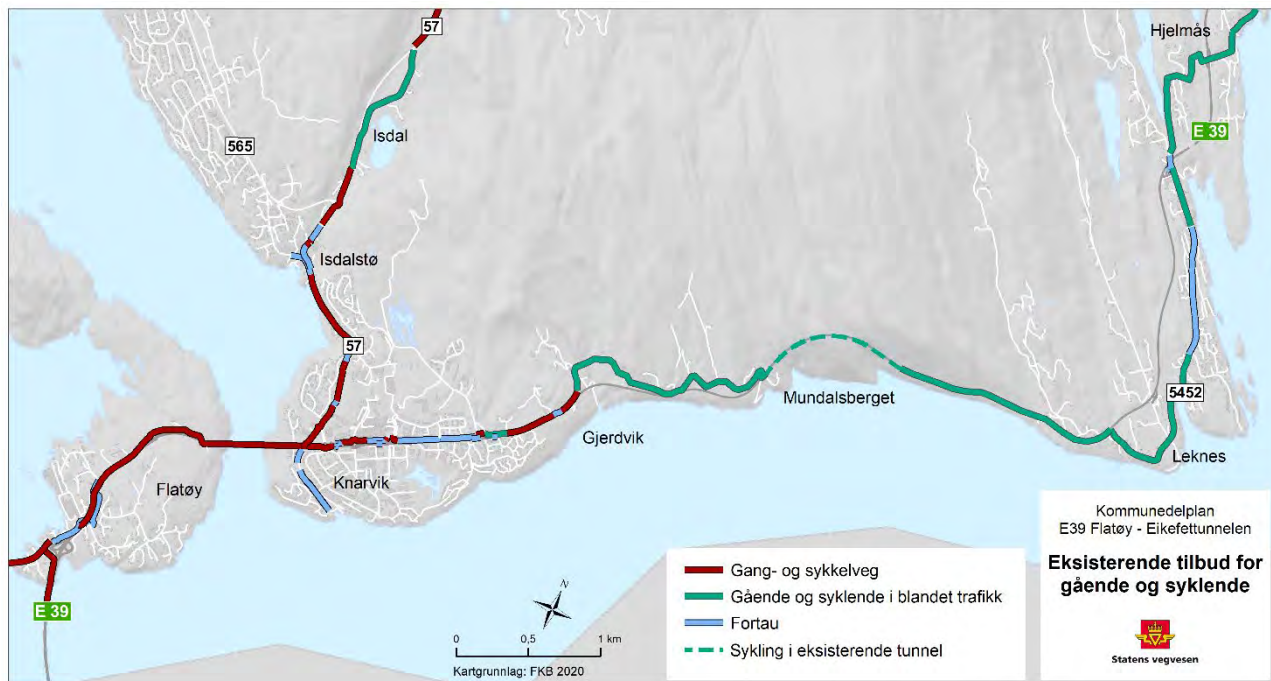 57
Hjelmås
Isdal
565
E 39
Isdalstø
57
Mundalsberget
5452
Gjerdvik
Leknes
Knarvik
Flatøy
E 39
N
0 0,5 1 km
Kartgrunnlag: FKB 2020
Gang- og sykkelveg
Gående og syklende i blandet trafikk
Fortau
Sykling i eksisterende tunnel
Kommunedelplan
E39 Flatøy - Eikefettunnelen
Eksisterende tilbud for
gående og syklende
Statens vegvesen